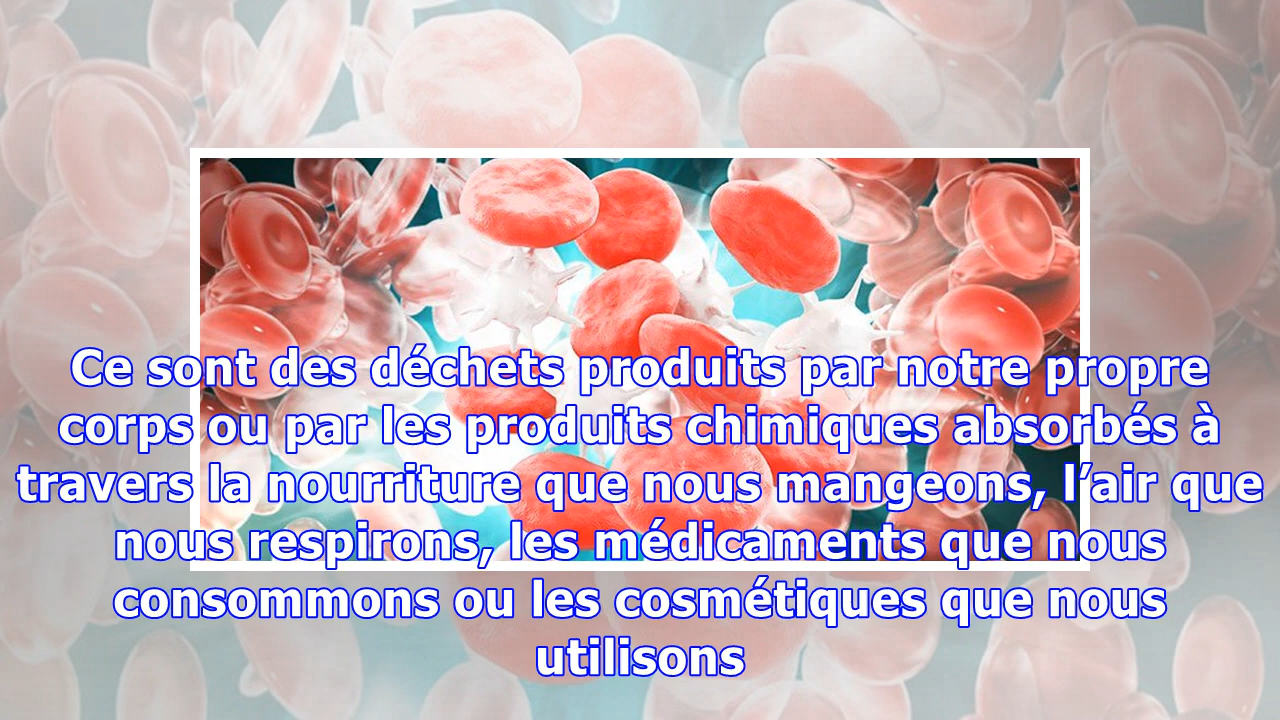 Ce sont des déchets produits par notre propre
corps ou par les produits chimiques absorbés à
travers la nourriture que nous mangeons, l’air que
nous respirons, les médicaments que nous
consommons ou les cosmétiques que nous
utilisons